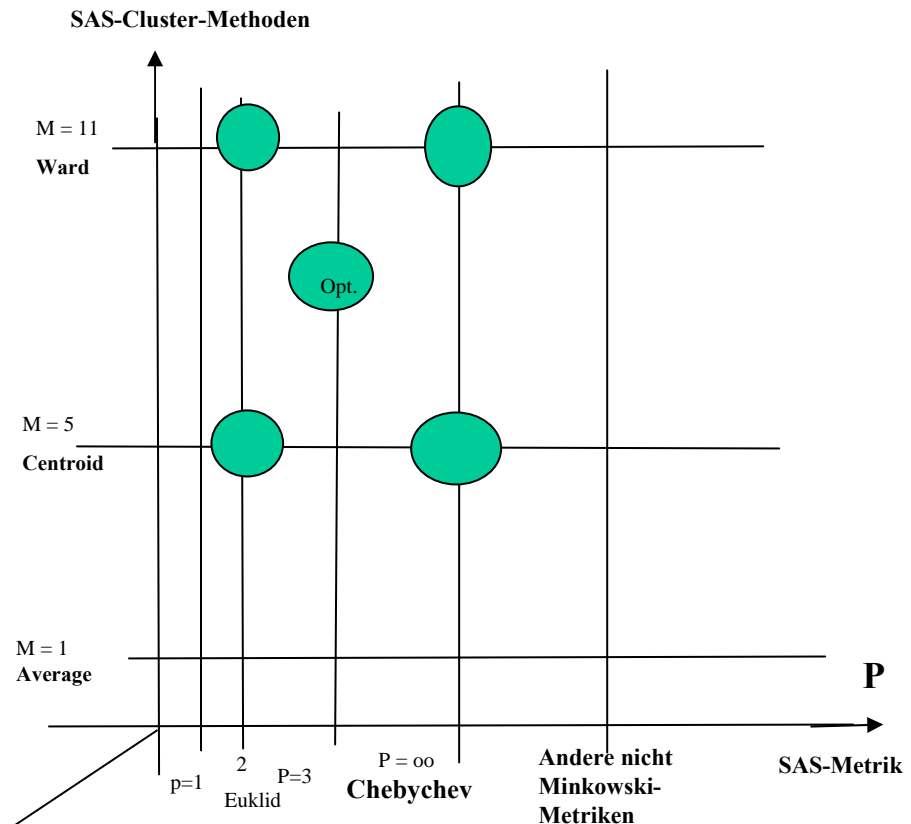 SAS-Cluster-Methoden
M = 11
Ward
Opt.
M = 5
Centroid
M = 1
Average
P
p=1
2
Euklid
P=3
P = oo
Chebychev
Andere nicht
Minkowski-
Metriken
SAS-Metrik